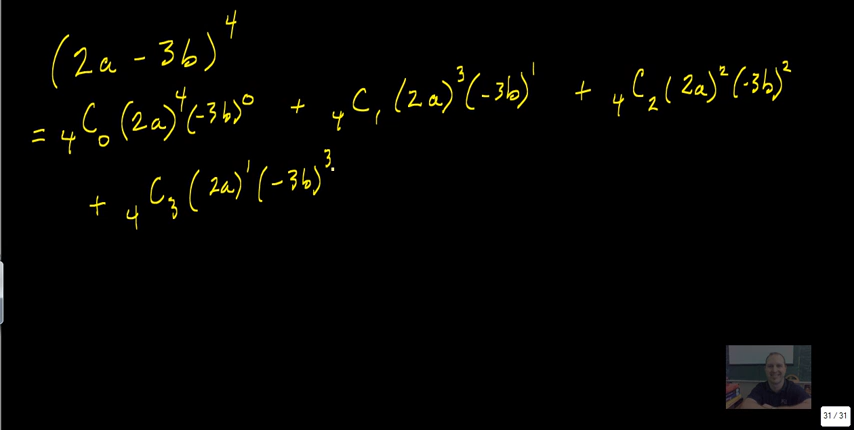 (2a - 3b)⁴
= ₄C₀ (2a)⁴(-3b)⁰ + ₄C₁ (2a)³(-3b)¹ + ₄C₂ (2a)²(-3b)²
+ ₄C₃ (2a)¹(-3b)³
31 / 31